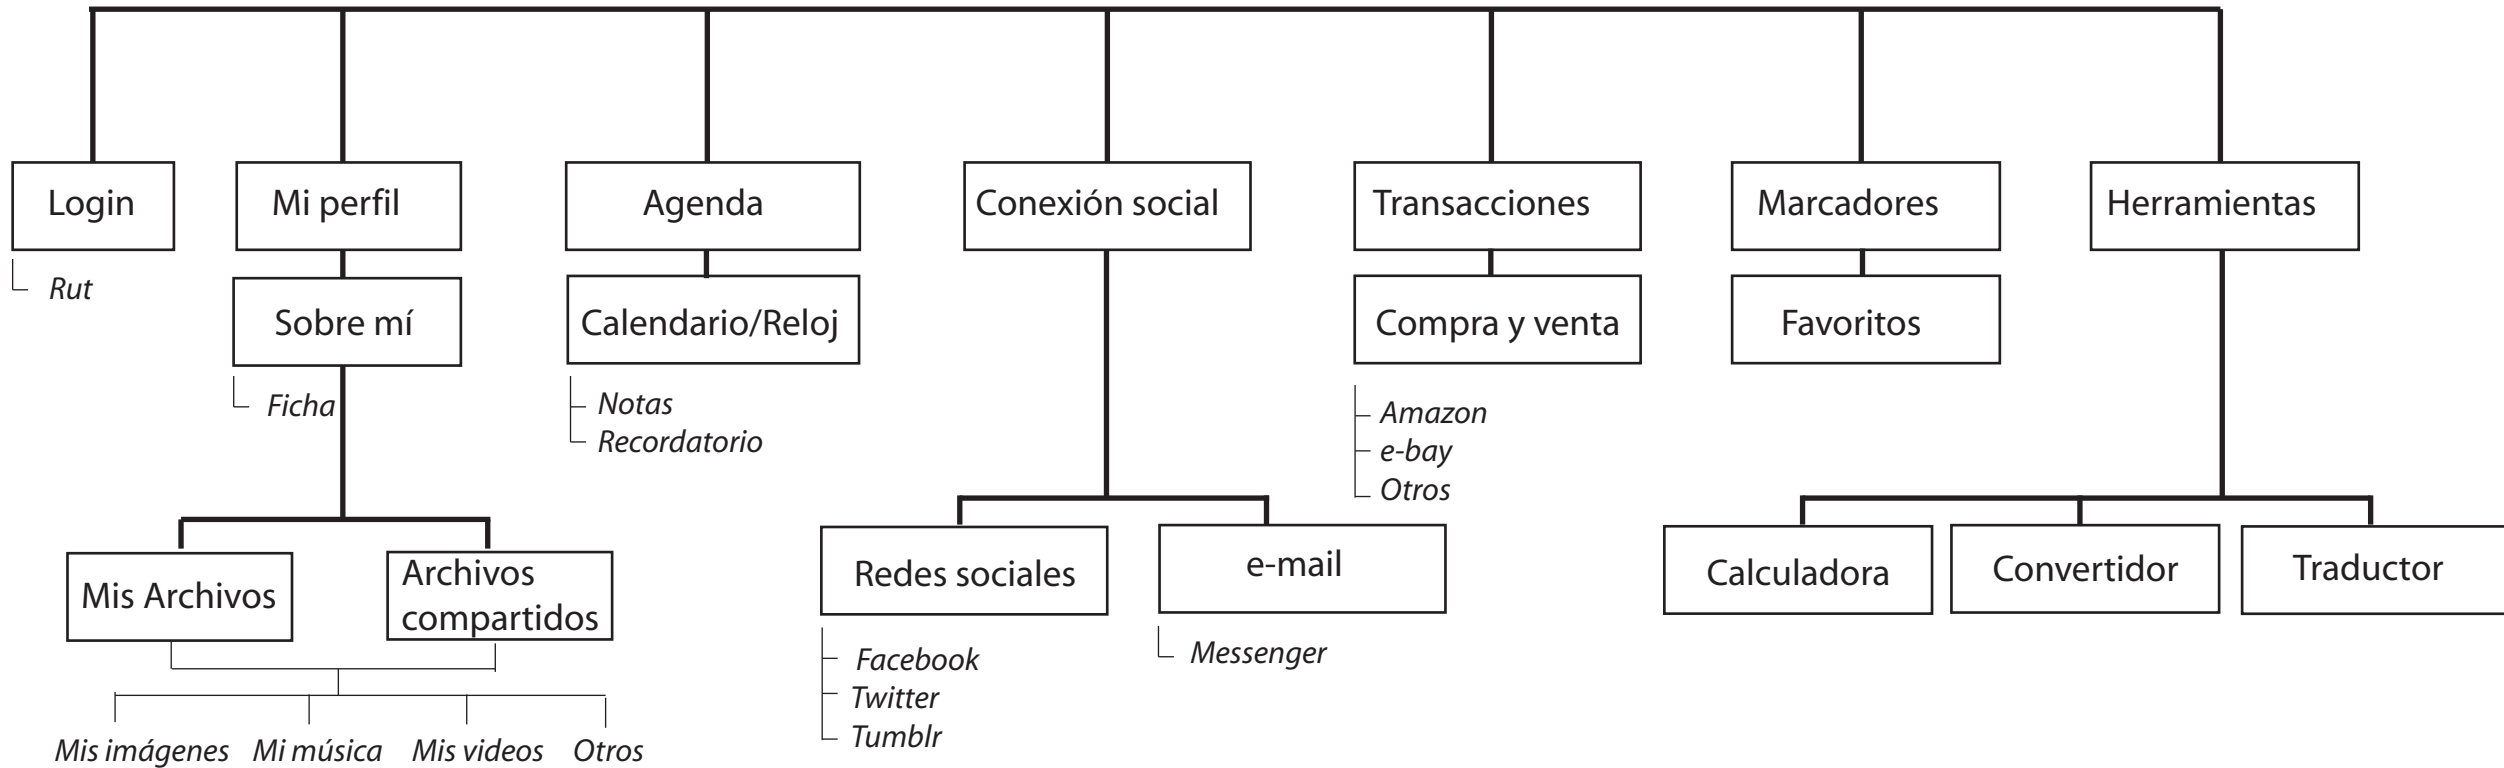 Login
Mi perfil
Agenda
Conexión social
Transacciones
Marcadores
Herramientas
Rut
Sobre mí
Calendario/Reloj
Compra y venta
Favoritos
Ficha
Notas
Recordatorio
Amazon
e-bay
Otros
Mis Archivos
Archivos
compartidos
Redes sociales
e-mail
Calculadora
Convertidor
Traductor
Facebook
Twitter
Tumblr
Messenger
Mis imágenes
Mi música
Mis videos
Otros